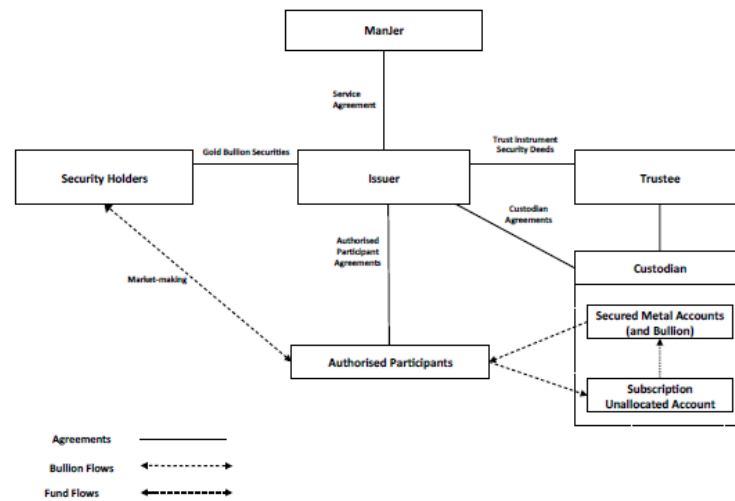 ManJer
Service
Agreement
Gold Bullion Securities
Trust Instrument
Security Deeds
Security Holders
Issuer
Trustee
Custodian
Agreements
Authorised
Participant
Agreements
Custodian
Market-making
Secured Metal Accounts
(and Bullion)
Authorised Participants
Subscription
Unallocated Account
Agreements
Bullion Flows
Fund Flows